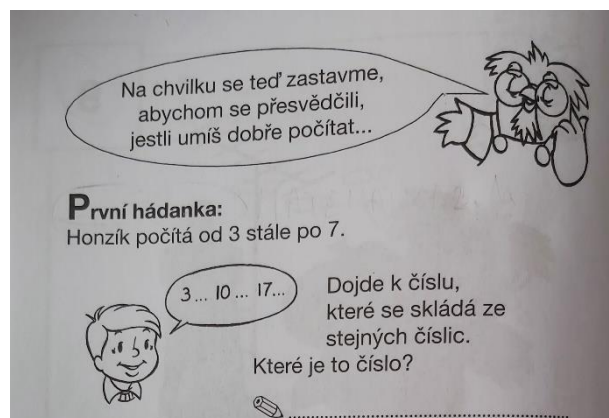 Na chvilku se teď zastavme,
abychom se přesvědčili,
jestli umíš dobře počítat...
První hádanka:
Honzík počítá od 3 stále po 7.
3... 10... 17...
Dojde k číslu,
které se skládá ze
stejných číslic.
Které je to číslo?